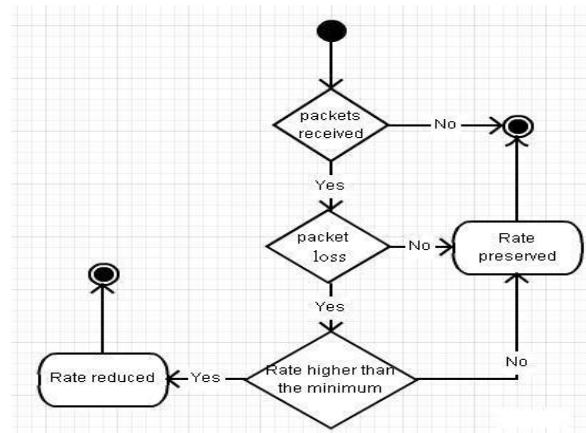 packets
received
No
Yes
packet
loss
No
Rate
preserved
Yes
Rate higher than
the minimum
Yes
Rate reduced
No